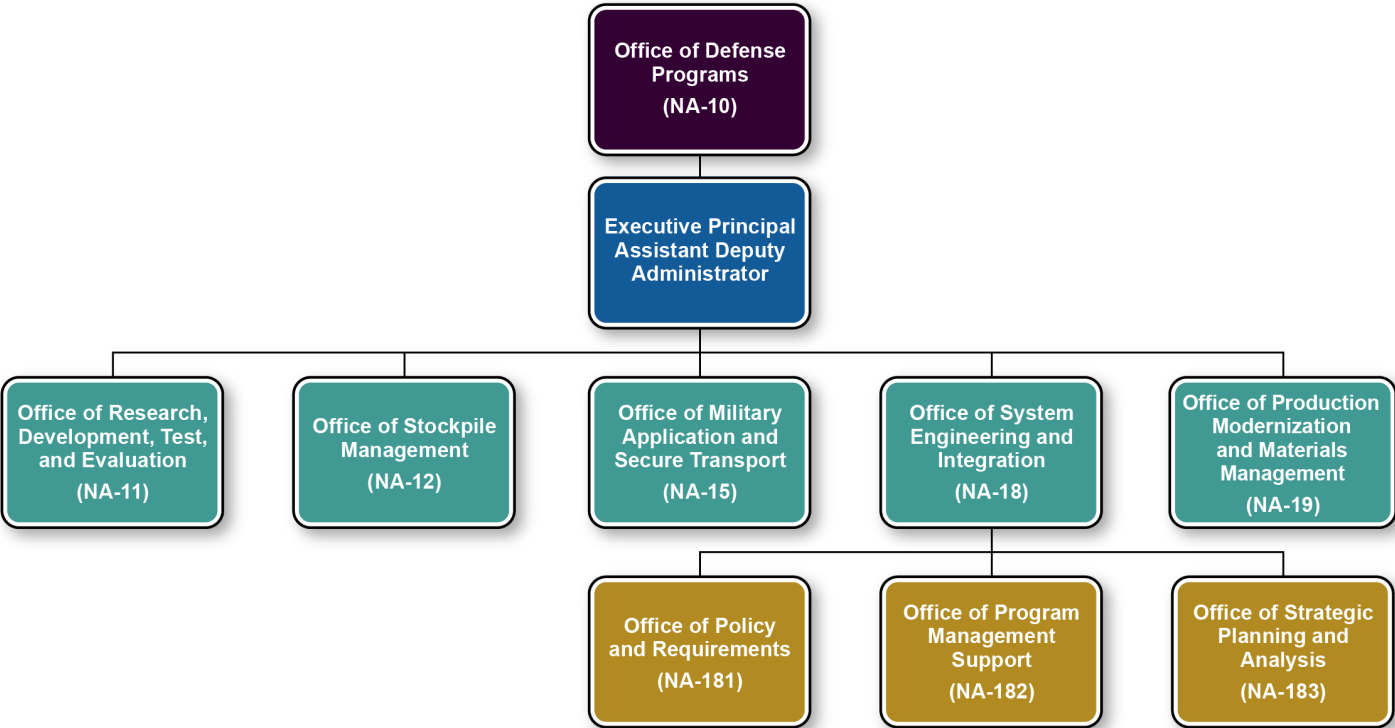 Office of Defense
Programs
(NA-10)
Executive Principal
Assistant Deputy
Administrator
Office of Research,
Development, Test,
and Evaluation
(NA-11)
Office of Stockpile
Management
(NA-12)
Office of Military
Application and
Secure Transport
(NA-15)
Office of System
Engineering and
Integration
(NA-18)
Office of Production
Modernization
and Materials
Management
(NA-19)
Office of Policy
and Requirements
(NA-181)
Office of Program
Management
Support
(NA-182)
Office of Strategic
Planning and
Analysis
(NA-183)